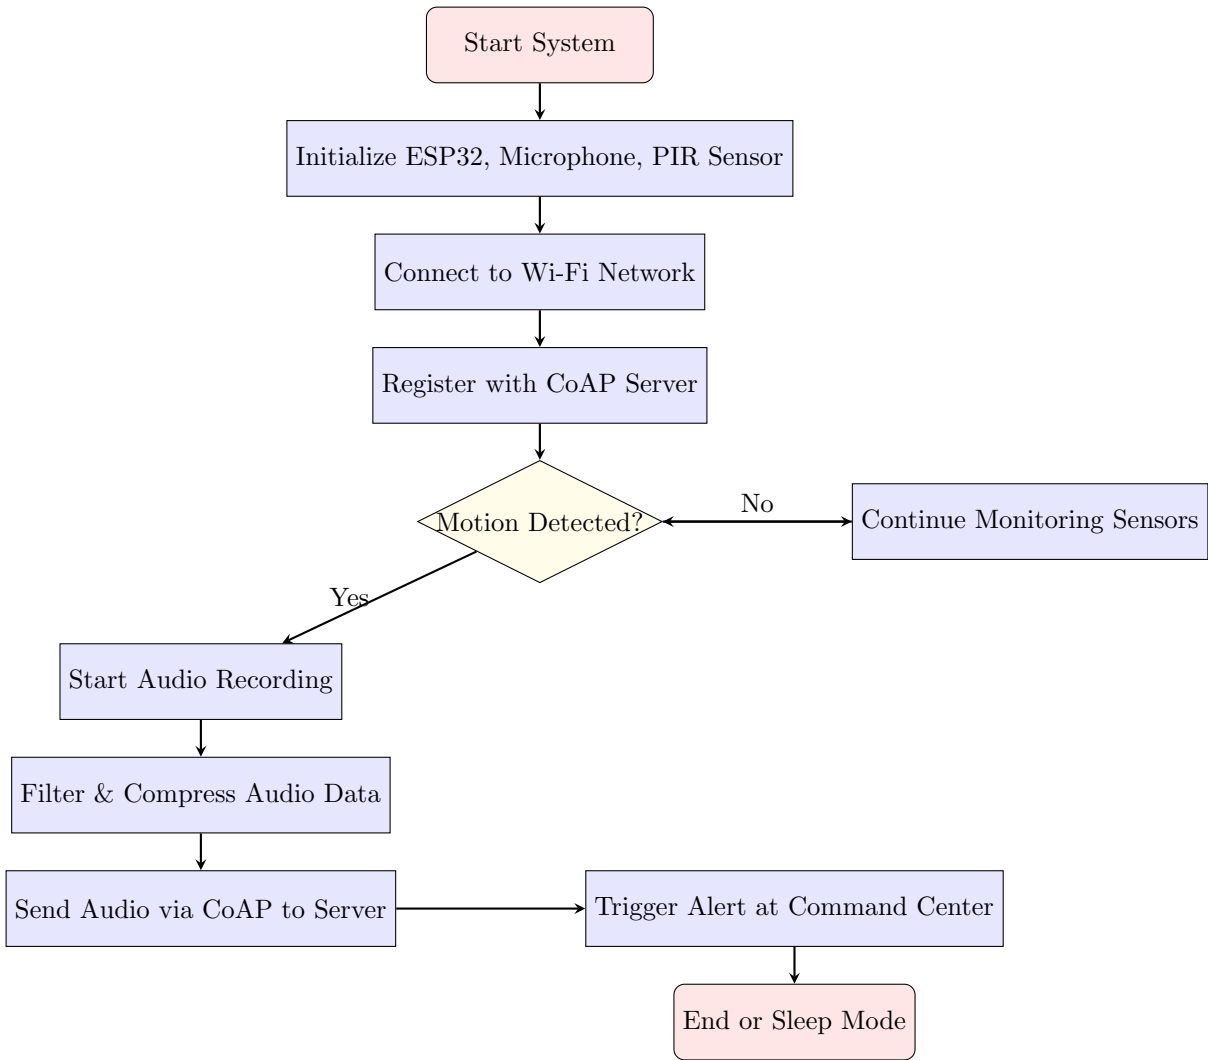 Start System
Initialize ESP32, Microphone, PIR Sensor
Connect to Wi-Fi Network
Register with CoAP Server
Motion Detected?
No
Continue Monitoring Sensors
Yes
Start Audio Recording
Filter & Compress Audio Data
Send Audio via CoAP to Server
Trigger Alert at Command Center
End or Sleep Mode